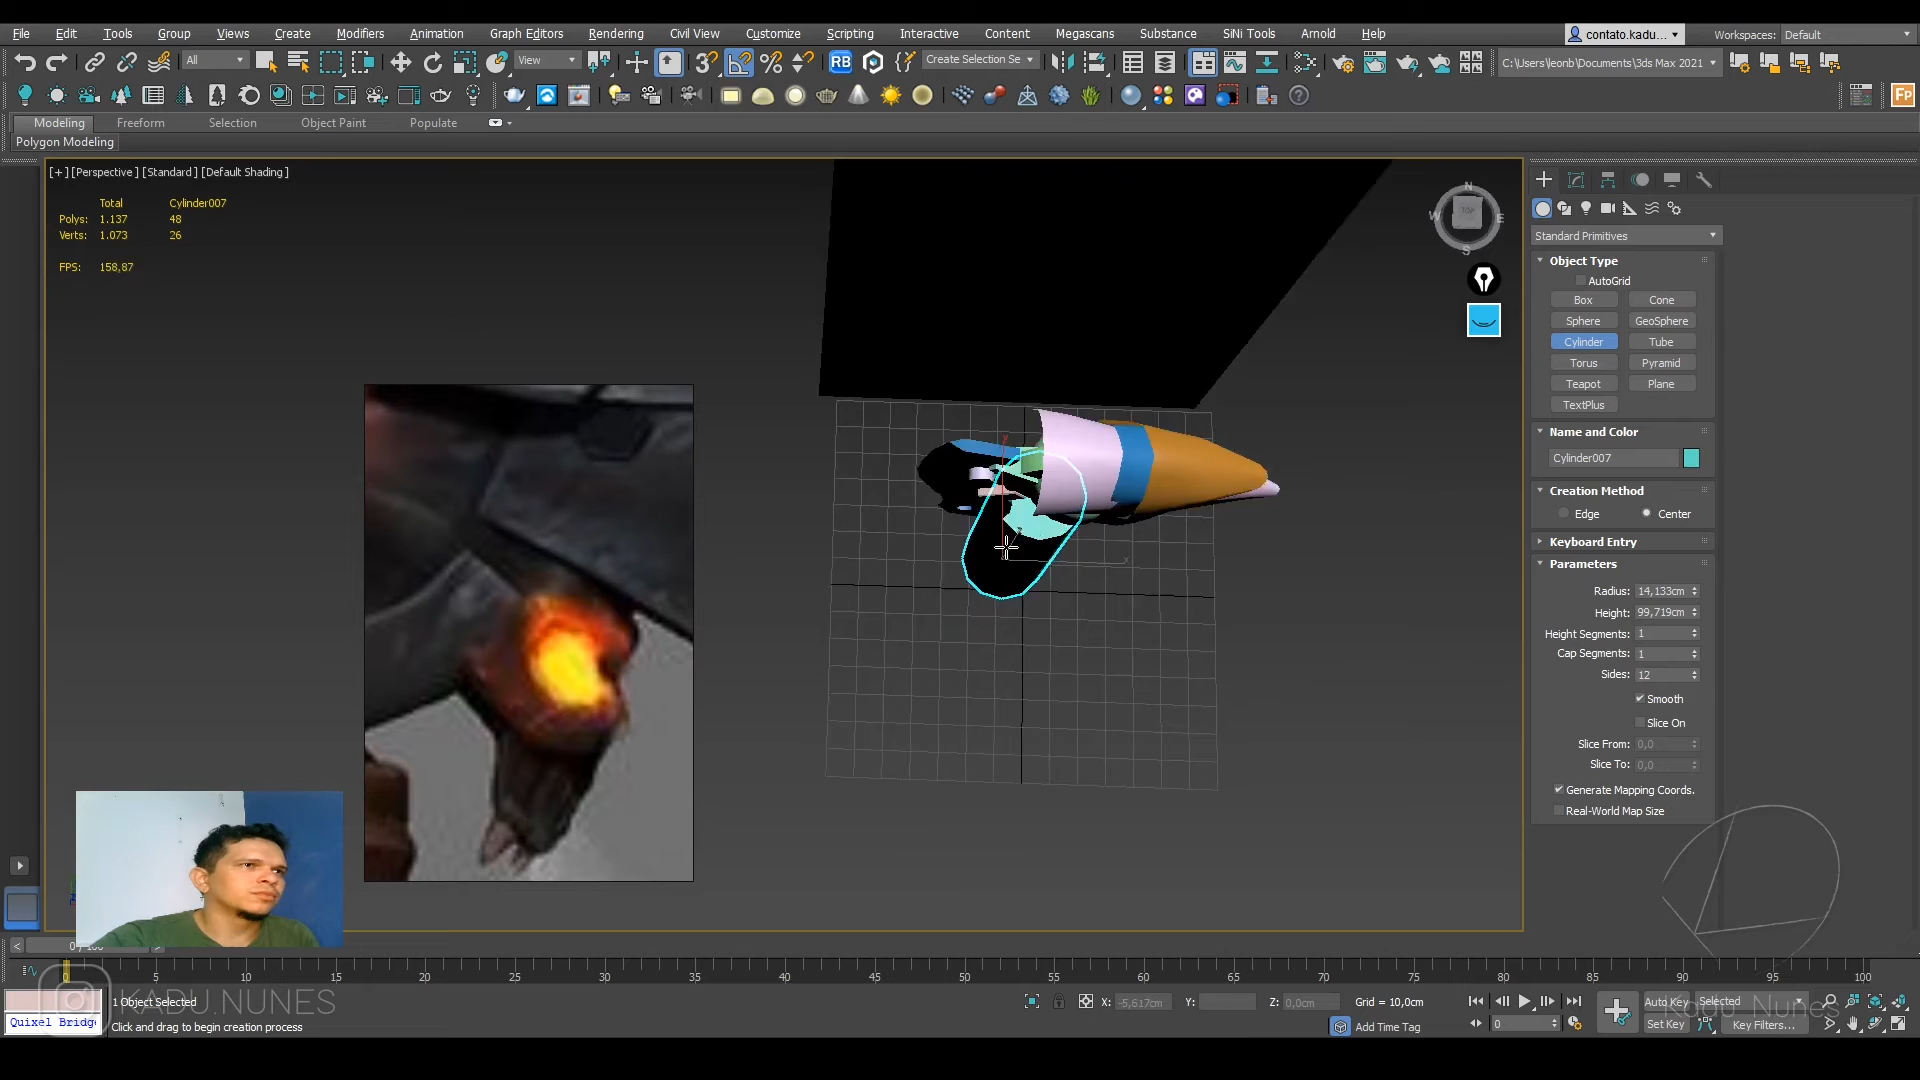 File Edit Tools Group Views Create Modifiers Animation Graph Editors Rendering Civil View Customize Scripting Interactive Content Megascans Substance SiNi Tools Arnold Help contato.kadu... Workspaces: Default
All View Create Selection Se C:\Users\leonb\Documents\3ds Max 2021
RB Fp
Modeling Freeform Selection Object Paint Populate
Polygon Modeling
[+] [Perspective] [Standard] [Default Shading]
Total Cylinder007
Polys: 1.137 48
Verts: 1.073 26
FPS: 158,87
N
W TOP E
S
Standard Primitives
Object Type
AutoGrid
Box Cone
Sphere GeoSphere
Cylinder Tube
Torus Pyramid
Teapot Plane
TextPlus
Name and Color
Cylinder007
Creation Method
Edge Center
Keyboard Entry
Parameters
Radius: 14,133cm
Height: 99,719cm
Height Segments: 1
Cap Segments: 1
Sides: 12
Smooth
Slice On
Slice From: 0,0
Slice To: 0,0
Generate Mapping Coords.
Real-World Map Size
y
x
0 5 10 15 20 25 30 35 40 45 50 55 60 65 70 75 80 85 90 95 100
KADU.NUNES
1 Object Selected X: -5,617cm Y: Z: 0,0cm Grid = 10,0cm Auto Key Selected
Kadu_Nunes
Quixel Bridg Click and drag to begin creation process Add Time Tag 0 Set Key Key Filters...